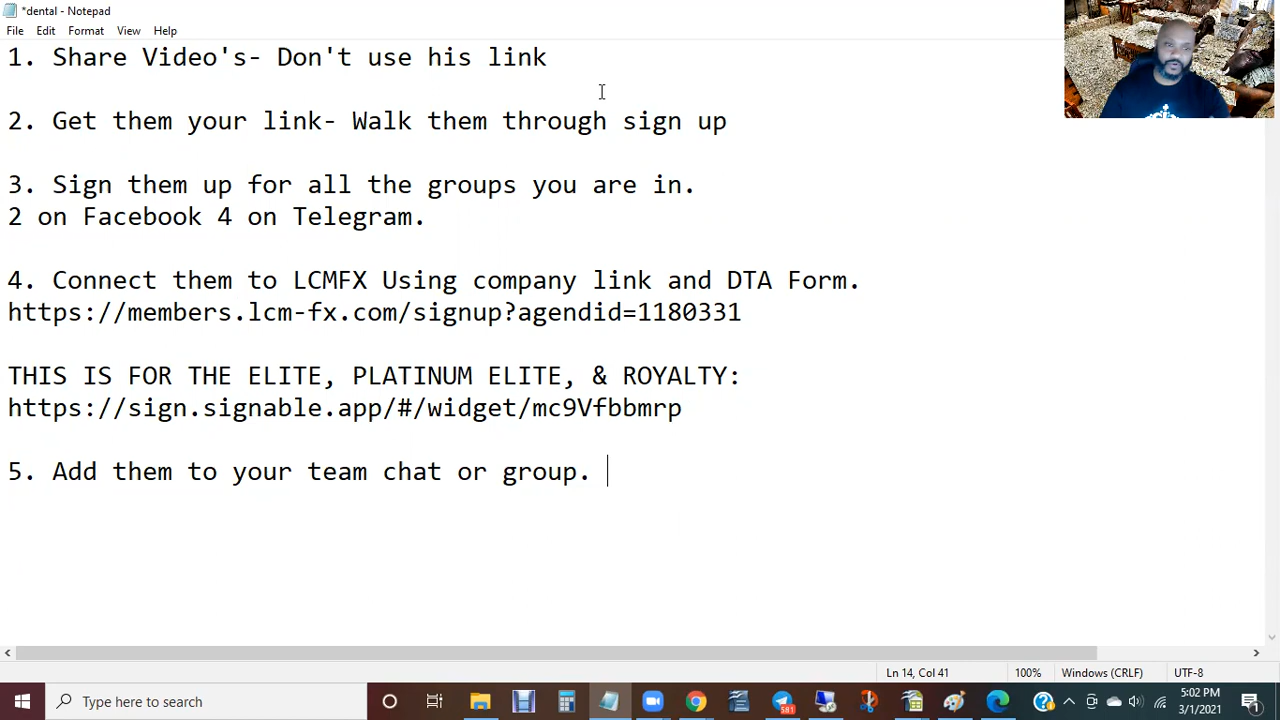 *dental - Notepad
File Edit Format View Help
1. Share Video's- Don't use his link
2. Get them your link- Walk them through sign up
3. Sign them up for all the groups you are in.
2 on Facebook 4 on Telegram.
4. Connect them to LCMFX Using company link and DTA Form.
https://members.lcm-fx.com/signup?agendid=1180331
THIS IS FOR THE ELITE, PLATINUM ELITE, & ROYALTY:
https://sign.signable.app/#/widget/mc9Vfbbmrp
5. Add them to your team chat or group.
Ln 14, Col 41 100% Windows (CRLF) UTF-8
Type here to search
581
5:02 PM
3/1/2021
1